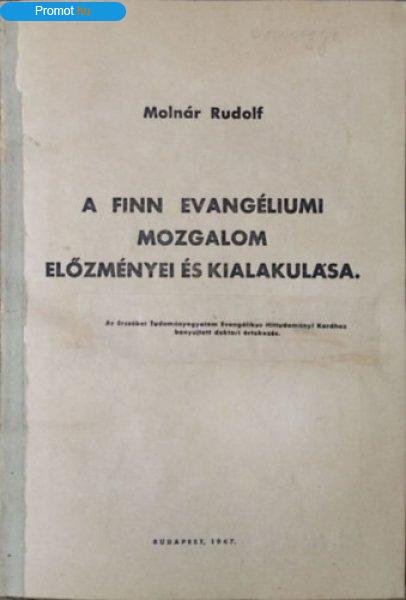 Promot.hu
Molnár Rudolf
A FINN EVANGÉLIUMI
MOZGALOM
ELŐZMÉNYEI ÉS KIALAKULÁSA.
Az Erzsébet Tudományegyetem Evangélikus Hittudományi Karához
benyujtott doktori értekezés.
BUDAPEST, 1947.